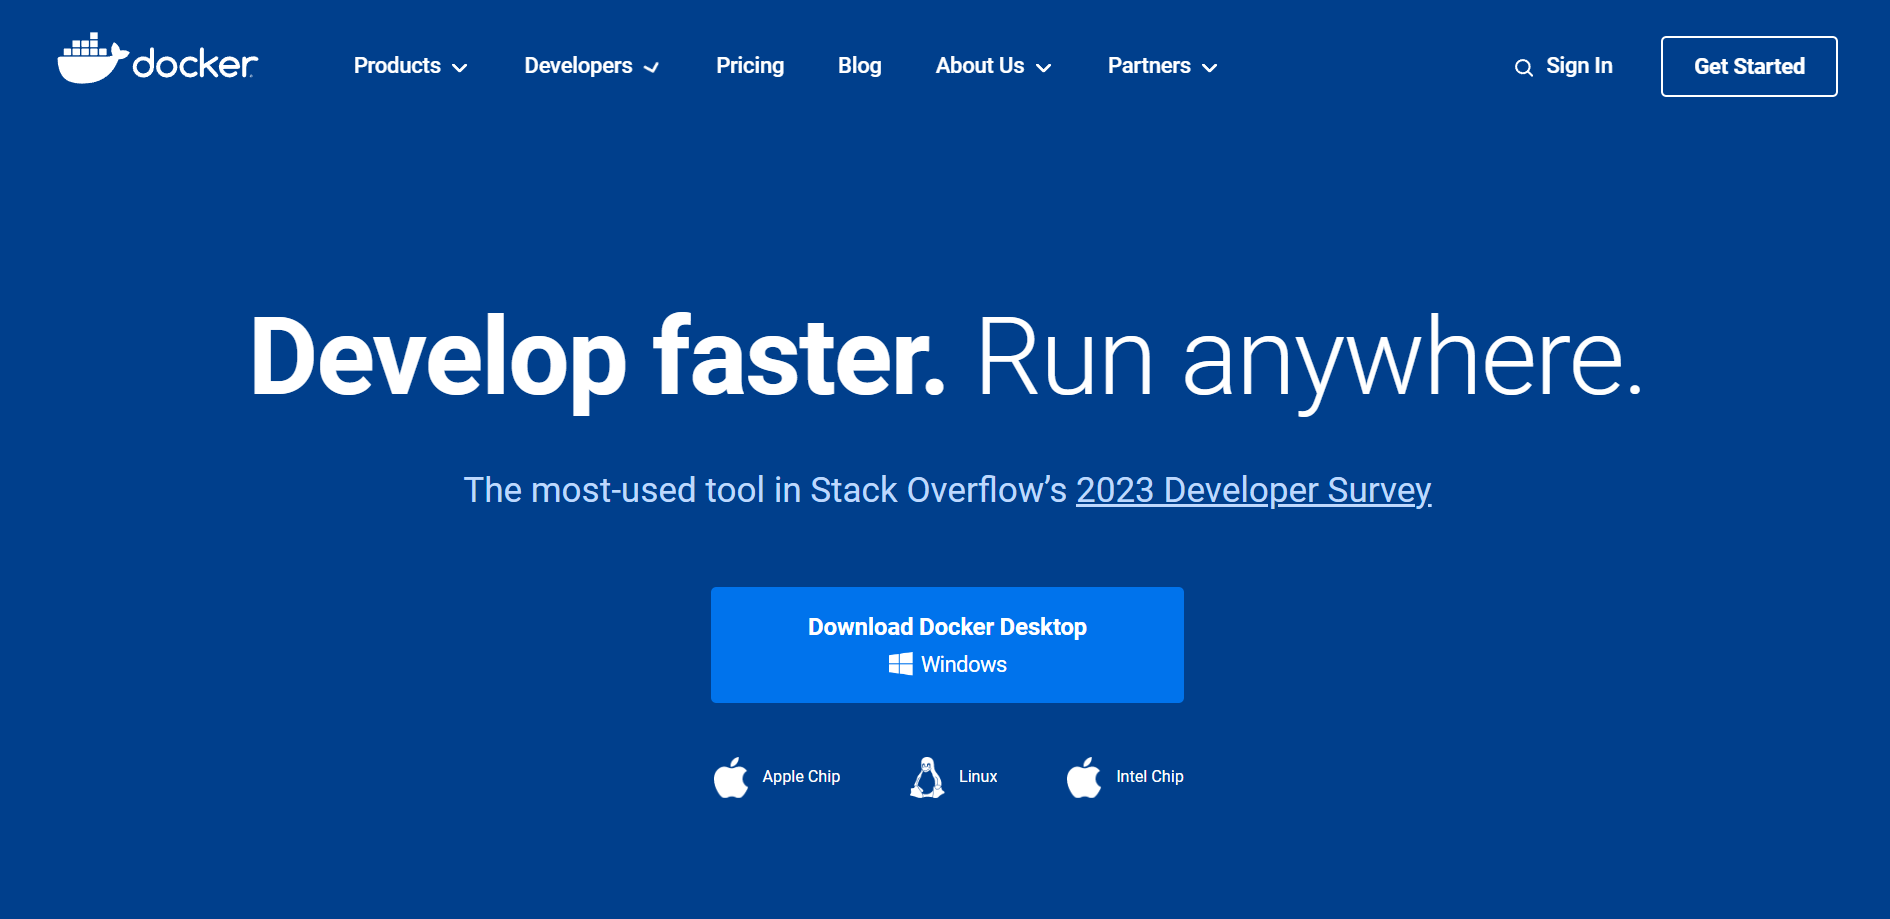 docker
Products Developers Pricing Blog About Us Partners Sign In Get Started
Develop faster. Run anywhere.
The most-used tool in Stack Overflow’s 2023 Developer Survey
Download Docker Desktop
Windows
Apple Chip Linux Intel Chip